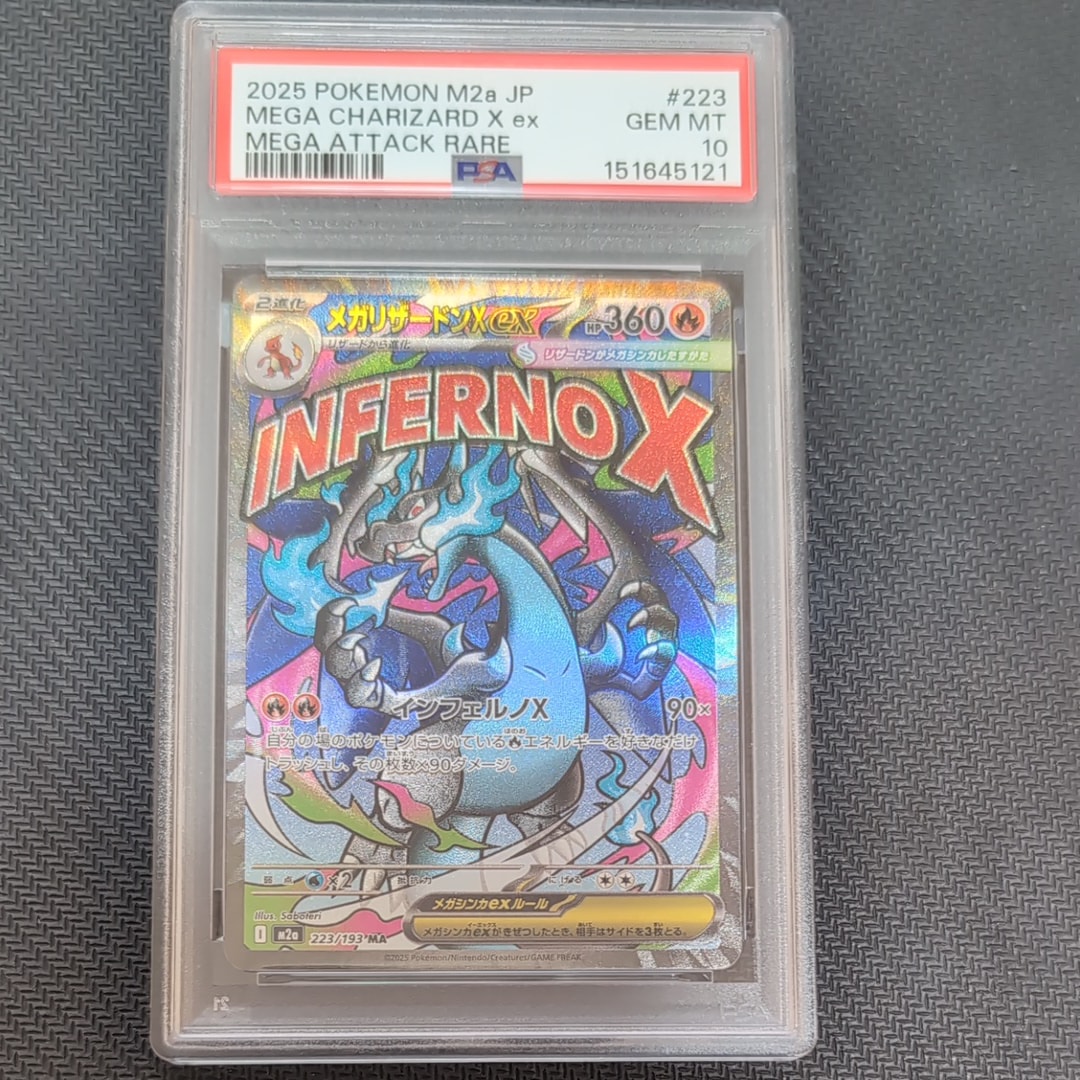 2025 POKEMON M2a JP #223
MEGA CHARIZARD X ex GEM MT
MEGA ATTACK RARE 10
PSA 151645121
2進化 メガリザードンXex HP360
リザードから進化
リザードンがメガシンカしたすがた
INFERNO X
インフェルノX 90×
自分の場のポケモンについている エネルギーを好きなだけ
トラッシュし、その枚数×90ダメージ。
弱点 ×2 抵抗力 にげる
Illus. Saboteri
メガシンカexルール
メガシンカexがきぜつしたとき、相手はサイドを3枚とる。
I M2a 223/193 MA
©2025 Pokémon/Nintendo/Creatures/GAME FREAK